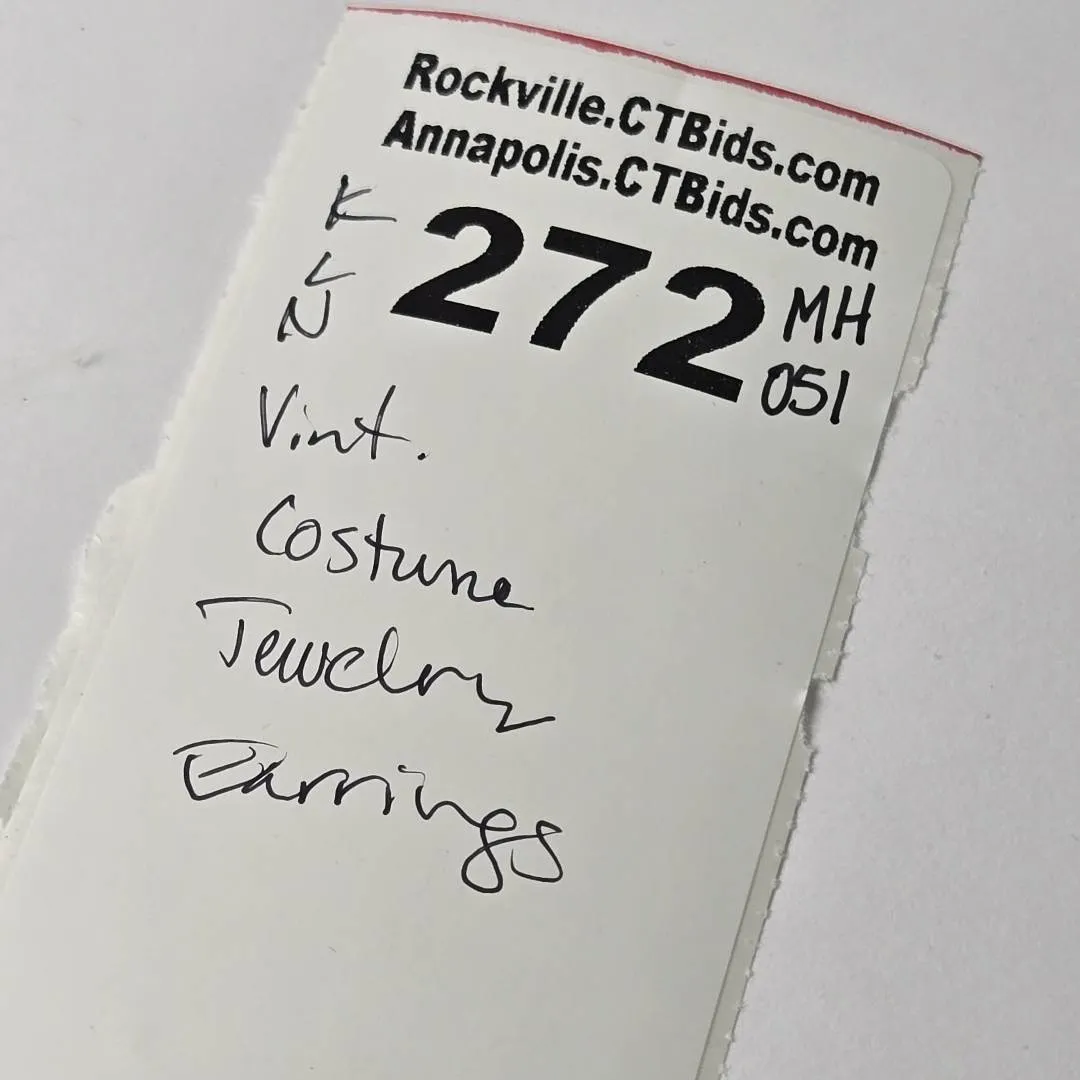 Rockville.CTBids.com
Annapolis.CTBids.com
K
L
N
272
MH
051
Vint.
Costume
Jewelry
Earrings